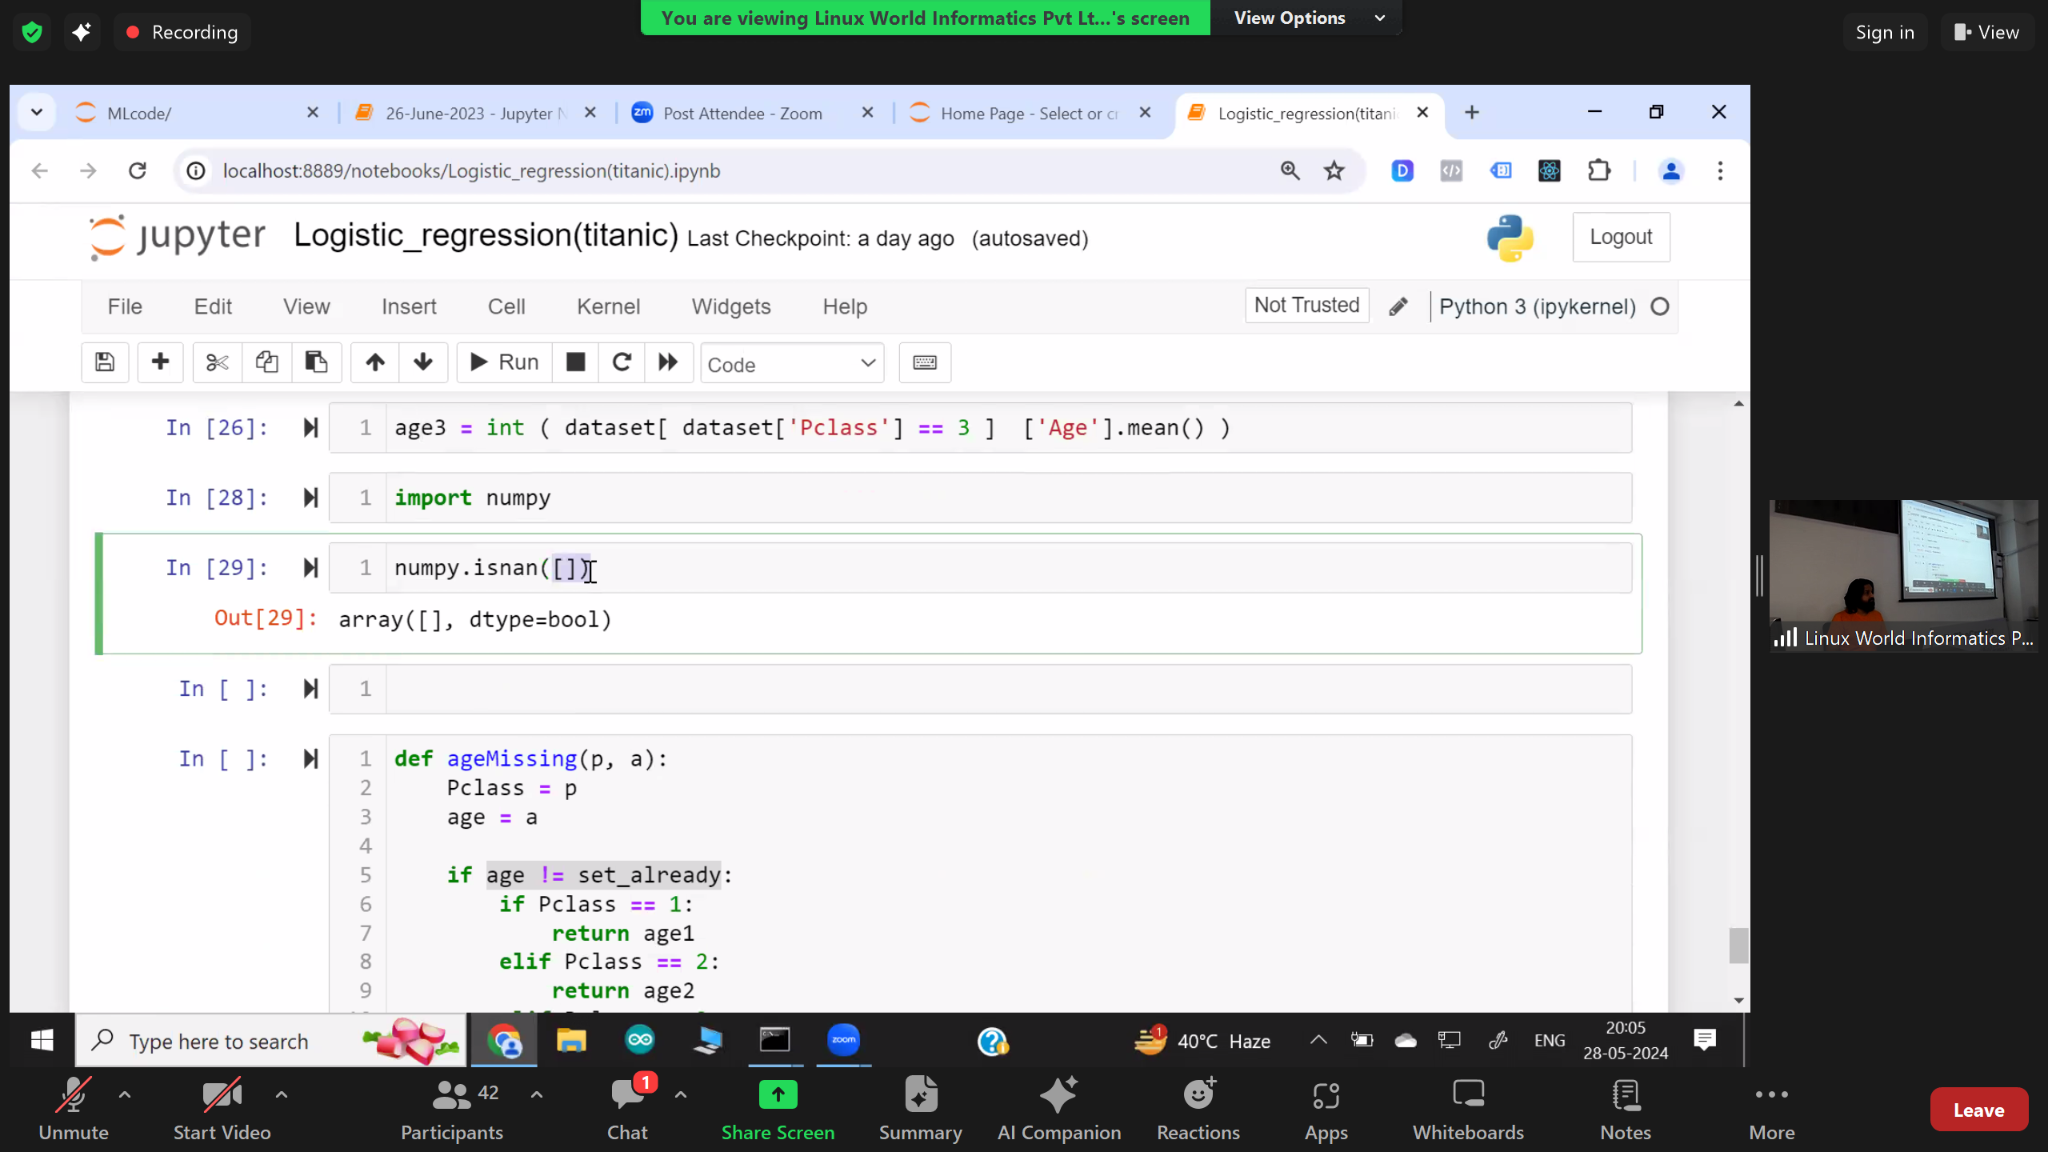 Recording
You are viewing Linux World Informatics Pvt Lt...'s screen
View Options
Sign in
View
MLcode/
26-June-2023 - Jupyter N
Post Attendee - Zoom
Home Page - Select or cr
Logistic_regression(titani
localhost:8889/notebooks/Logistic_regression(titanic).ipynb
jupyter
Logistic_regression(titanic) Last Checkpoint: a day ago (autosaved)
Logout
File Edit View Insert Cell Kernel Widgets Help
Not Trusted
Python 3 (ipykernel)
Run
Code
In [26]: 1 age3 = int ( dataset[ dataset['Pclass'] == 3 ] ['Age'].mean() )
In [28]: 1 import numpy
In [29]: 1 numpy.isnan([])
Out[29]: array([], dtype=bool)
In [ ]: 1
In [ ]: 1 def ageMissing(p, a):
2 Pclass = p
3 age = a
4
5 if age != set_already:
6 if Pclass == 1:
7 return age1
8 elif Pclass == 2:
9 return age2
Linux World Informatics P...
Type here to search
zoom
1
40°C Haze
ENG
20:05
28-05-2024
Unmute
Start Video
42
Participants
1
Chat
Share Screen
Summary
AI Companion
Reactions
Apps
Whiteboards
Notes
More
Leave